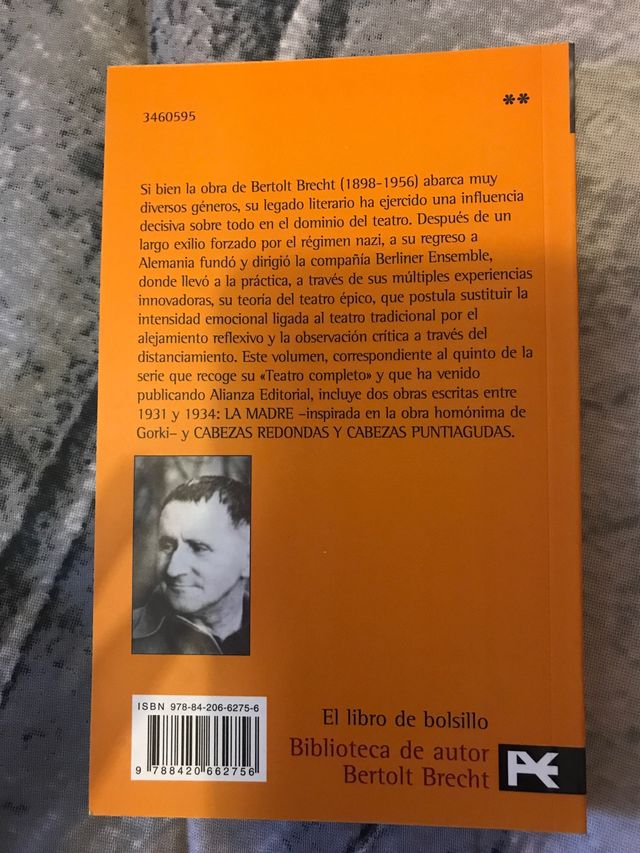 3460595
**
Si bien la obra de Bertolt Brecht (1898-1956) abarca muy
diversos géneros, su legado literario ha ejercido una influencia
decisiva sobre todo en el dominio del teatro. Después de un
largo exilio forzado por el régimen nazi, a su regreso a
Alemania fundó y dirigió la compañía Berliner Ensemble,
donde llevó a la práctica, a través de sus múltiples experiencias
innovadoras, su teoría del teatro épico, que postula sustituir la
intensidad emocional ligada al teatro tradicional por el
alejamiento reflexivo y la observación crítica a través del
distanciamiento. Este volumen, correspondiente al quinto de la
serie que recoge su «Teatro completo» y que ha venido
publicando Alianza Editorial, incluye dos obras escritas entre
1931 y 1934: LA MADRE –inspirada en la obra homónima de
Gorki– y CABEZAS REDONDAS Y CABEZAS PUNTIAGUDAS.
ISBN 978-84-206-6275-6
9 788420 662756
El libro de bolsillo
Biblioteca de autor
Bertolt Brecht